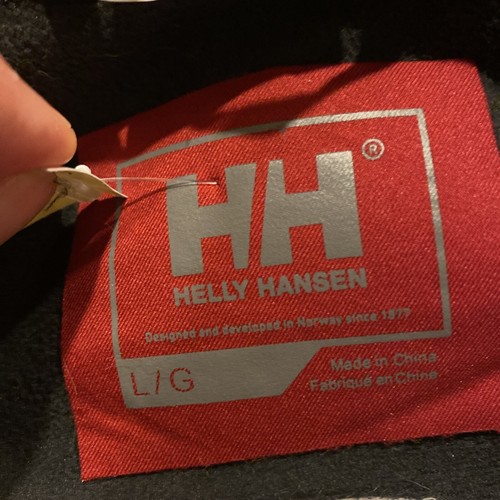 HH®
HELLY HANSEN
Designed and developed in Norway since 1877
L/G
Made in China
Fabriqué en Chine